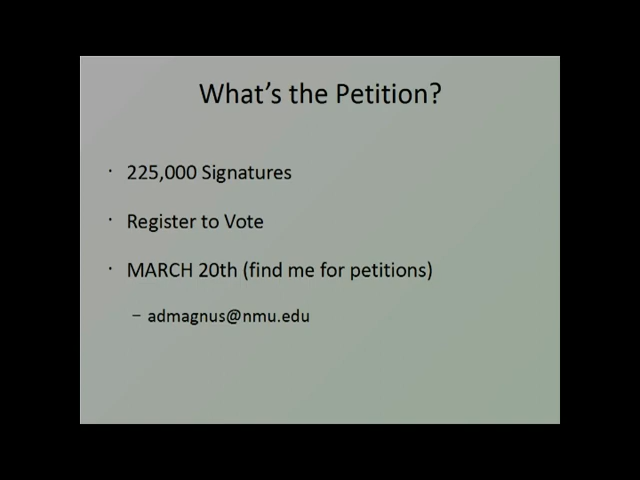 What's the Petition?
· 225,000 Signatures
· Register to Vote
· MARCH 20th (find me for petitions)
– admagnus@nmu.edu